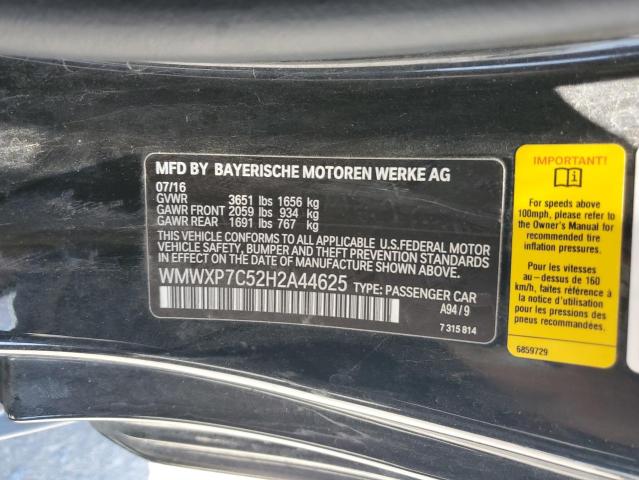 MFD BY BAYERISCHE MOTOREN WERKE AG
07/16
GVWR 3651 lbs 1656 kg
GAWR FRONT 2059 lbs 934 kg
GAWR REAR 1691 lbs 767 kg
THIS VEHICLE CONFORMS TO ALL APPLICABLE U.S.FEDERAL MOTOR
VEHICLE SAFETY, BUMPER AND THEFT PREVENTION STANDARDS
IN EFFECT ON THE DATE OF MANUFACTURE SHOWN ABOVE.
WMWXP7C52H2A44625 TYPE: PASSENGER CAR
A94/9
7 315 814
IMPORTANT!
For speeds above
100mph, please refer to
the Owner's Manual for
recommended tire
inflation pressures.
Pour les vitesses
au-dessus de 160
km/h, faites référence à
la notice d'utilisation
pour les pressions des
pneus recommandées.
6859729